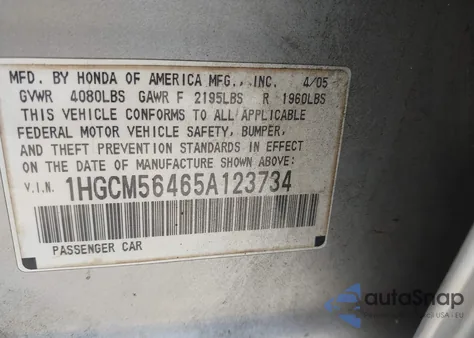 MFD. BY HONDA OF AMERICA MFG., INC. 4/05
GVWR 4080LBS GAWR F 2195LBS R 1960LBS
THIS VEHICLE CONFORMS TO ALL APPLICABLE
FEDERAL MOTOR VEHICLE SAFETY, BUMPER,
AND THEFT PREVENTION STANDARDS IN EFFECT
ON THE DATE OF MANUFACTURE SHOWN ABOVE:
V.I.N. 1HGCM56465A123734
PASSENGER CAR
autoSnap
USA - EU